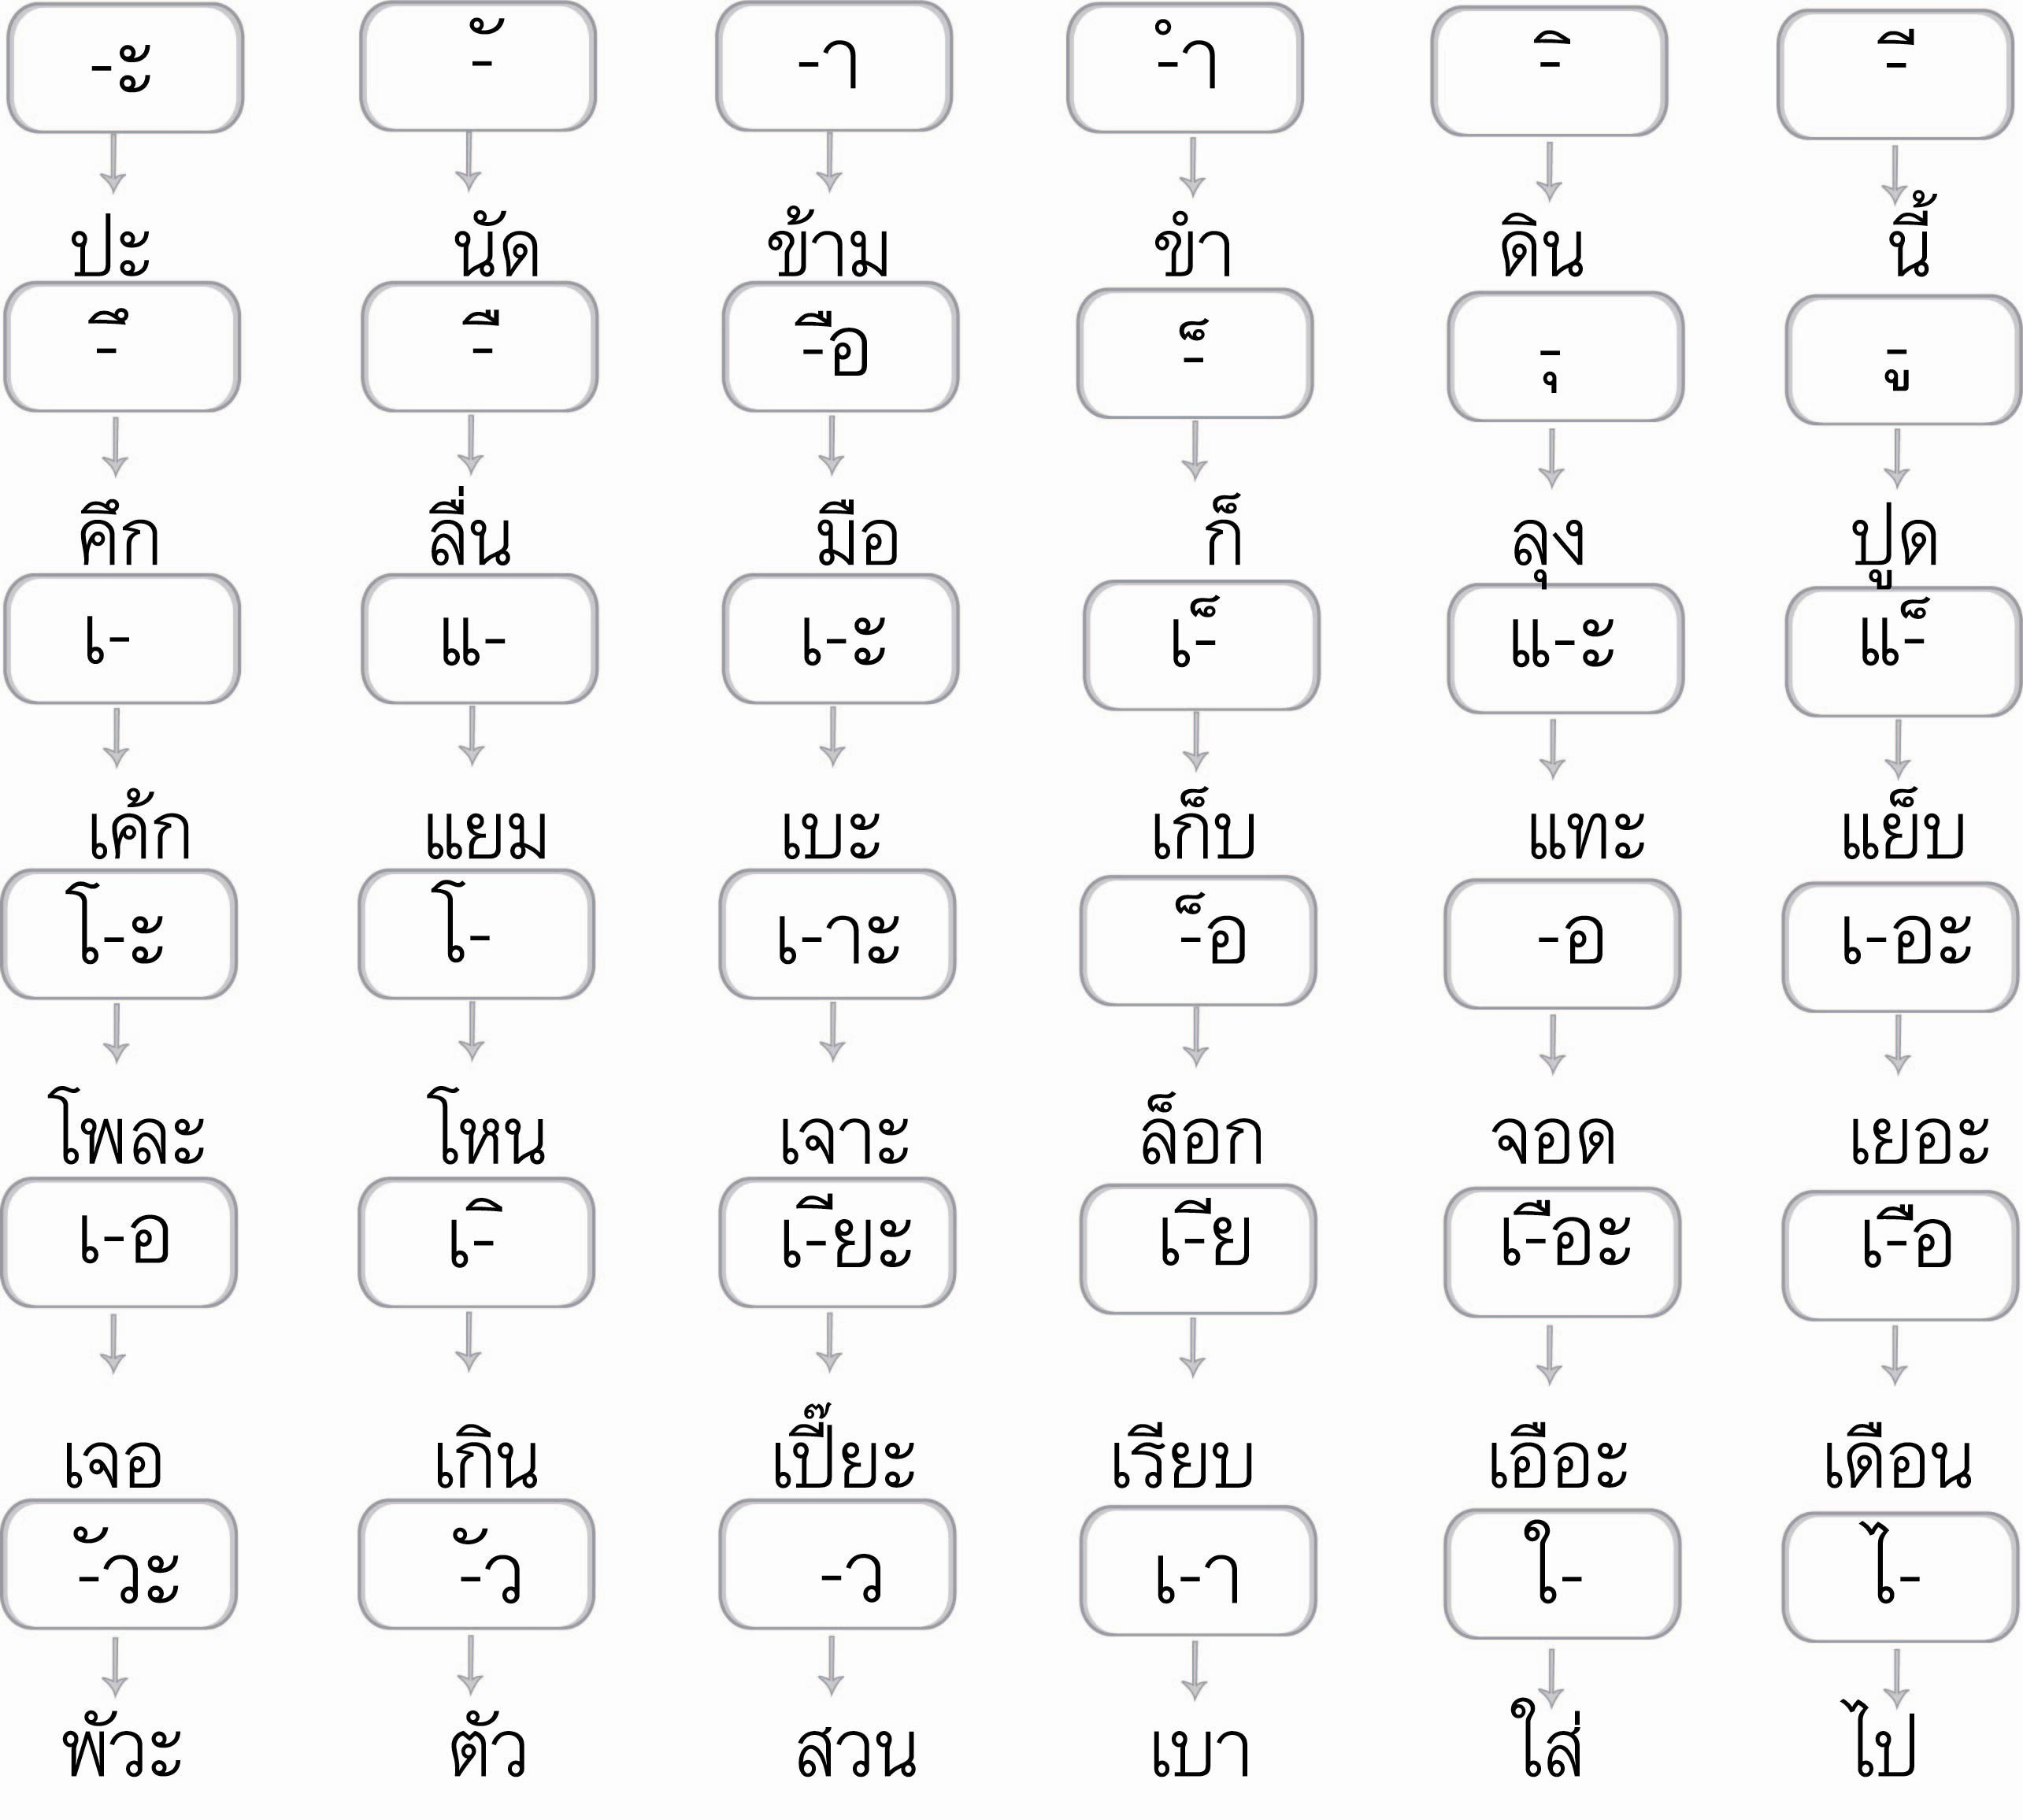 -ะ -ั -า -ำ -ิ -ี
ปะ นัด ข้าม ขำ ดิน นี้
-ึ -ื -ือ -็ -ุ -ู
คึก ลื่น มือ ก็ ลุง ปูด
เ- แ- เ-ะ เ-็ แ-ะ แ-็
เค้ก แยม เบะ เก็บ แทะ แย็บ
โ-ะ โ- เ-าะ -็อ -อ เ-อะ
โพละ โหน เจาะ ล็อก จอด เยอะ
เ-อ เ-ิ เ-ียะ เ-ีย เ-ือะ เ-ือ
เจอ เกิน เปี๊ยะ เรียบ เอือะ เดือน
-ัวะ -ัว -ว เ-า ใ- ไ-
พัวะ ตัว สวน เบา ใส่ ไป